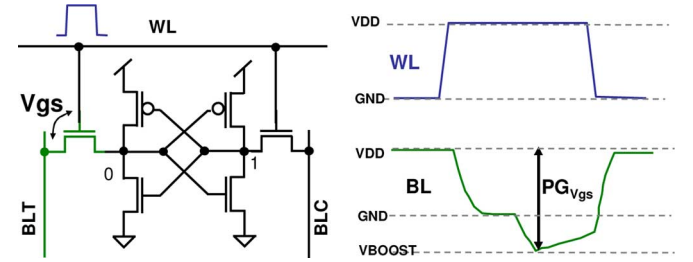 WL
Vgs
0
1
BLT
BLC
VDD
WL
GND
VDD
BL
PGVgs
GND
VBOOST